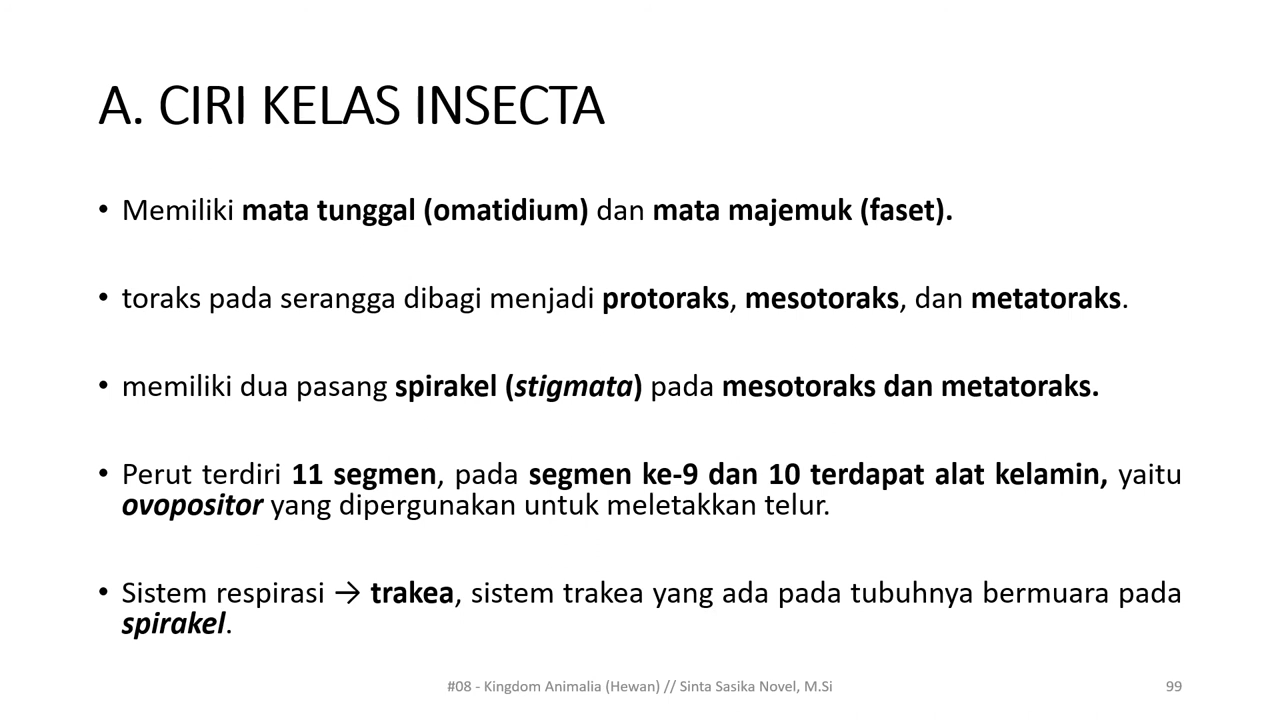 A. CIRI KELAS INSECTA
• Memiliki mata tunggal (omatidium) dan mata majemuk (faset).
• toraks pada serangga dibagi menjadi protoraks, mesotoraks, dan metatoraks.
• memiliki dua pasang spirakel (stigmata) pada mesotoraks dan metatoraks.
• Perut terdiri 11 segmen, pada segmen ke-9 dan 10 terdapat alat kelamin, yaitu
ovopositor yang dipergunakan untuk meletakkan telur.
• Sistem respirasi → trakea, sistem trakea yang ada pada tubuhnya bermuara pada
spirakel.
#08 - Kingdom Animalia (Hewan) // Sinta Sasika Novel, M.Si
99